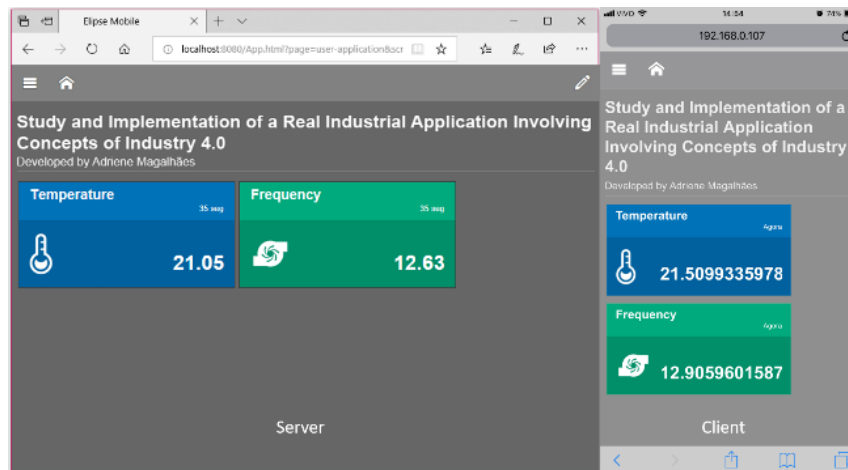 Elipse Mobile
localhost:8080/App.html?page=user-application&scr
Study and Implementation of a Real Industrial Application Involving
Concepts of Industry 4.0
Developed by Adriene Magalhães
Temperature
35 seg
21.05
Frequency
35 seg
12.63
Server
VIVO
14:54
74%
192.168.0.107
Study and Implementation of a
Real Industrial Application
Involving Concepts of Industry
4.0
Developed by Adriene Magalhães
Temperature
Agora
21.5099335978
Frequency
Agora
12.9059601587
Client